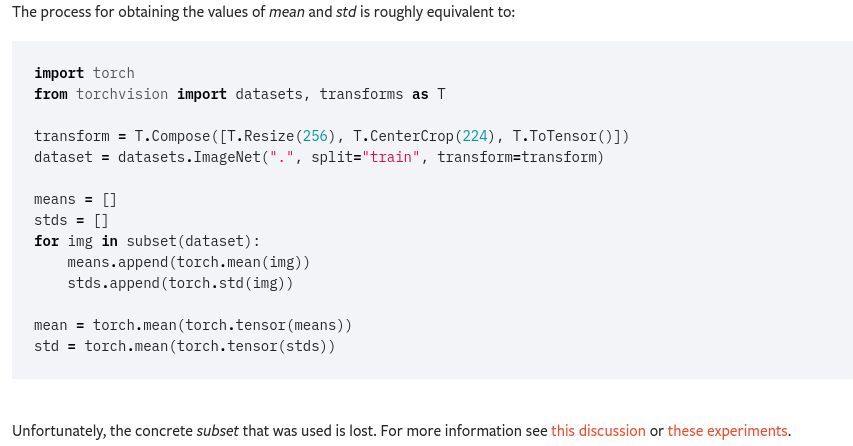 The process for obtaining the values of mean and std is roughly equivalent to:
import torch
from torchvision import datasets, transforms as T
transform = T.Compose([T.Resize(256), T.CenterCrop(224), T.ToTensor()])
dataset = datasets.ImageNet(".", split="train", transform=transform)
means = []
stds = []
for img in subset(dataset):
    means.append(torch.mean(img))
    stds.append(torch.std(img))
mean = torch.mean(torch.tensor(means))
std = torch.mean(torch.tensor(stds))
Unfortunately, the concrete subset that was used is lost. For more information see this discussion or these experiments.